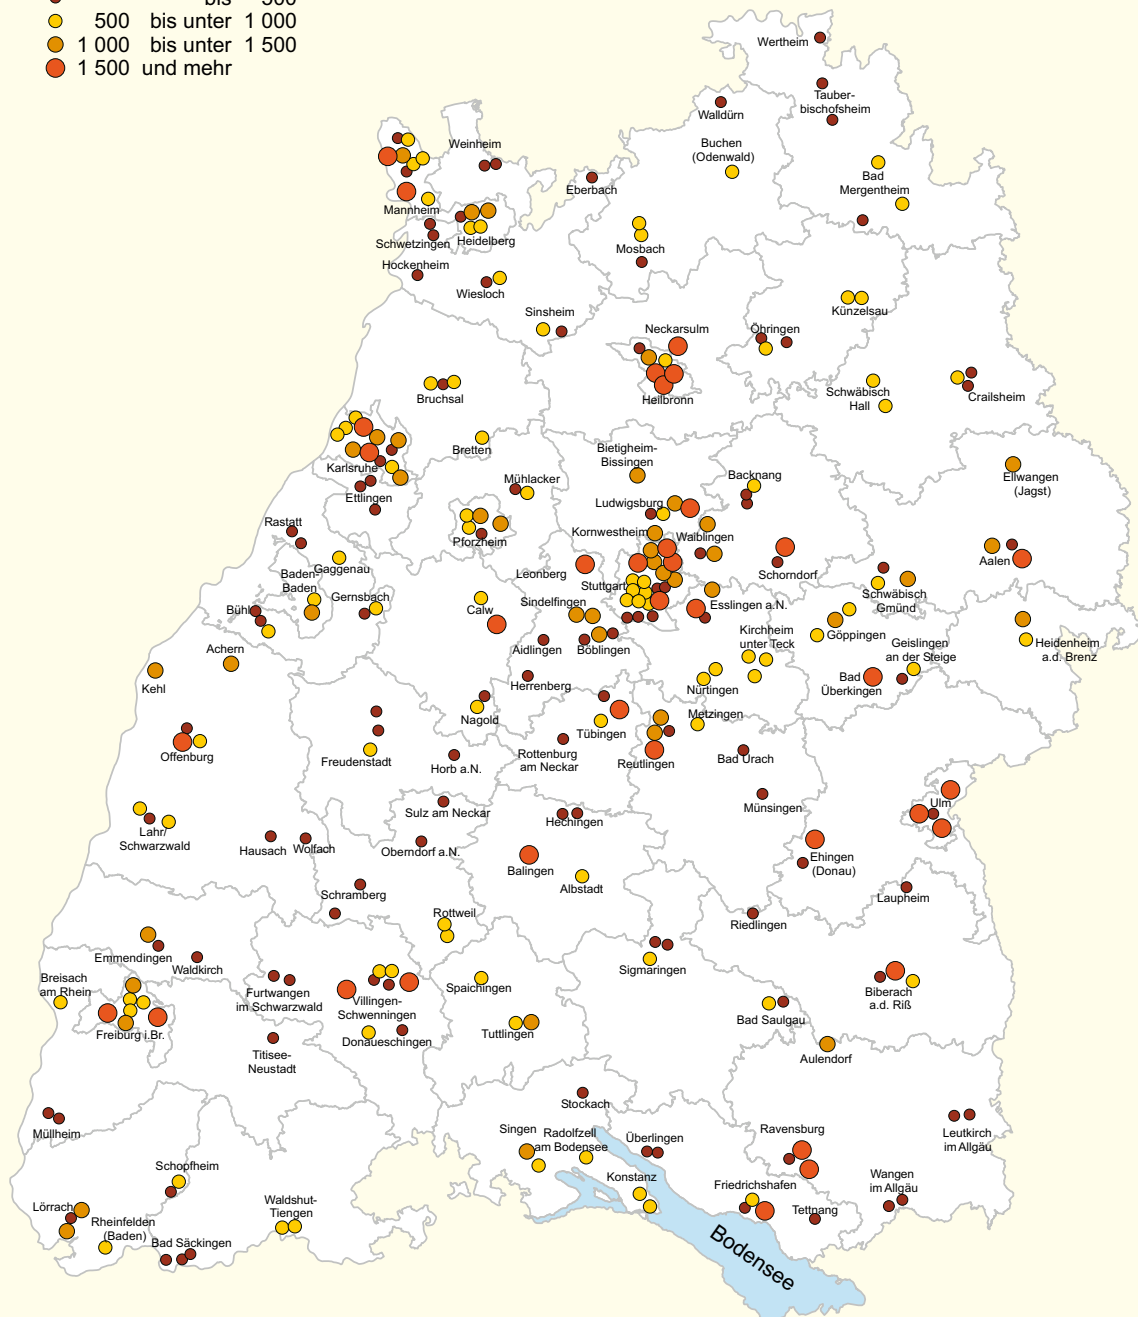 bis 500
500 bis unter 1 000
1 000 bis unter 1 500
1 500 und mehr
Wertheim
Tauber-
bischofsheim
Walldürn
Buchen
(Odenwald)
Weinheim
Eberbach
Bad
Mergentheim
Mannheim
Schwetzingen
Heidelberg
Mosbach
Hockenheim
Wiesloch
Sinsheim
Künzelsau
Neckarsulm
Öhringen
Heilbronn
Schwäbisch
Hall
Crailsheim
Bruchsal
Bretten
Karlsruhe
Ettlingen
Bietigheim-
Bissingen
Mühlacker
Backnang
Ellwangen
(Jagst)
Ludwigsburg
Rastatt
Pforzheim
Kornwestheim
Waiblingen
Aalen
Gaggenau
Baden-
Baden
Leonberg
Stuttgart
Schorndorf
Schwäbisch
Gmünd
Bühl
Gernsbach
Calw
Sindelfingen
Esslingen a.N.
Göppingen
Heidenheim
a.d. Brenz
Aidlingen
Böblingen
Kirchheim
unter Teck
Geislingen
an der Steige
Achern
Kehl
Herrenberg
Nürtingen
Bad
Überkingen
Nagold
Metzingen
Tübingen
Offenburg
Freudenstadt
Horb a.N.
Rottenburg
am Neckar
Reutlingen
Bad Urach
Sulz am Neckar
Münsingen
Ulm
Hechingen
Lahr/
Schwarzwald
Hausach
Wolfach
Oberndorf a.N.
Balingen
Albstadt
Ehingen
(Donau)
Laupheim
Schramberg
Rottweil
Riedlingen
Emmendingen
Waldkirch
Sigmaringen
Breisach
am Rhein
Furtwangen
im Schwarzwald
Villingen-
Schwenningen
Spaichingen
Biberach
a.d. Riß
Freiburg i.Br.
Donaueschingen
Tuttlingen
Bad Saulgau
Titisee-
Neustadt
Aulendorf
Stockach
Müllheim
Singen
Radolfzell
am Bodensee
Überlingen
Ravensburg
Leutkirch
im Allgäu
Schopfheim
Konstanz
Friedrichshafen
Wangen
im Allgäu
Lörrach
Rheinfelden
(Baden)
Waldshut-
Tiengen
Tettnang
Bad Säckingen
Bodensee